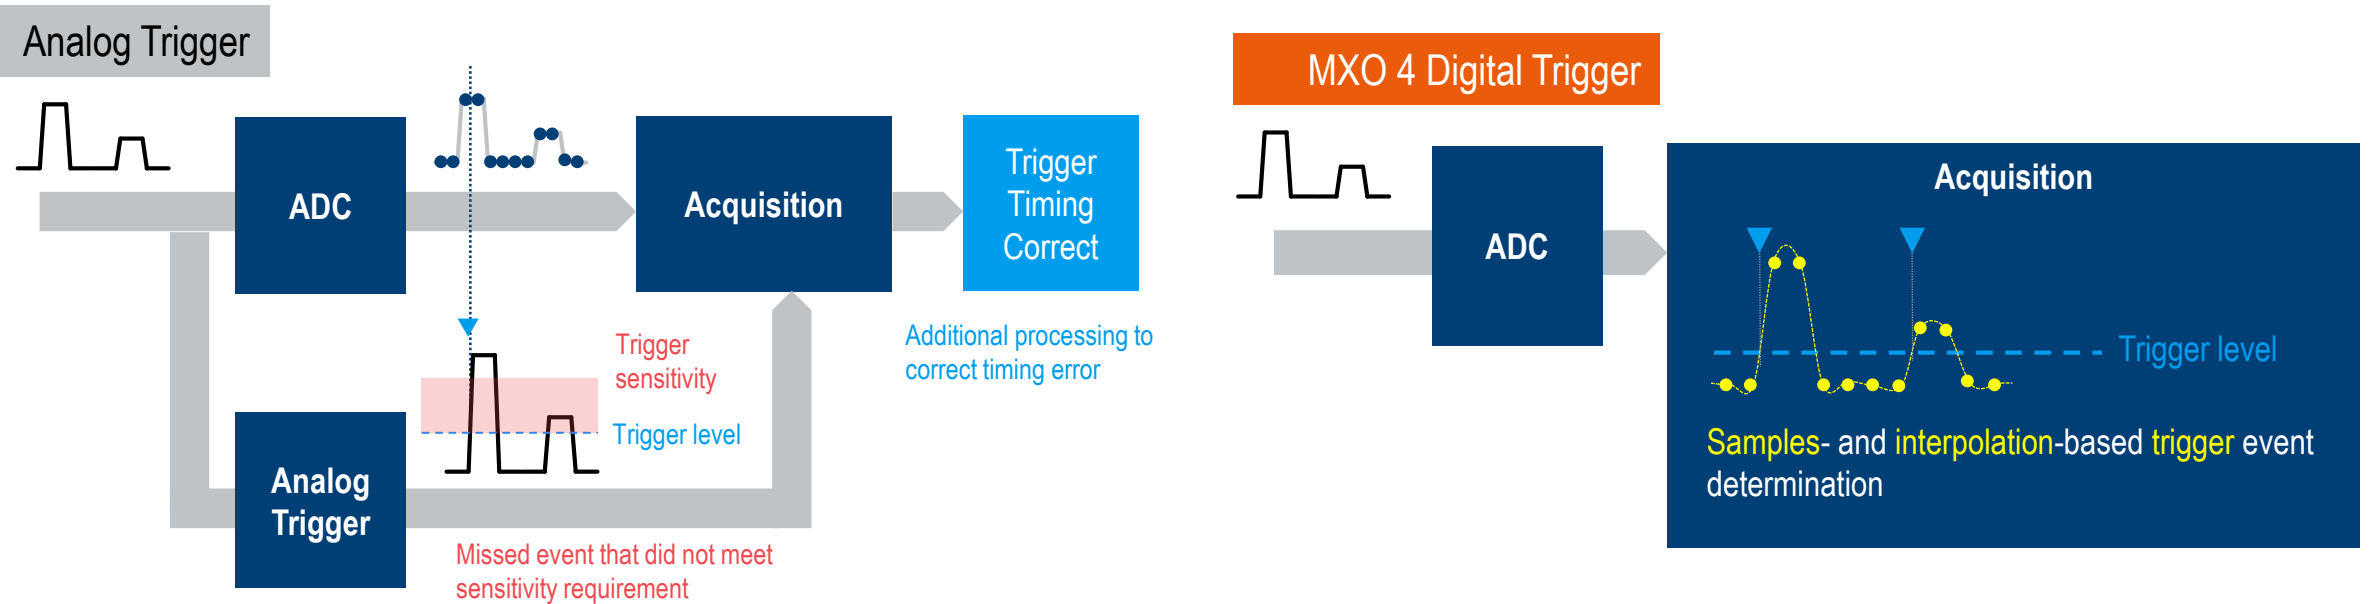 Analog Trigger
ADC
Acquisition
Trigger
Timing
Correct
Additional processing to
correct timing error
Trigger
sensitivity
Trigger level
Analog
Trigger
Missed event that did not meet
sensitivity requirement
MXO 4 Digital Trigger
ADC
Acquisition
Trigger level
Samples- and interpolation-based trigger event
determination